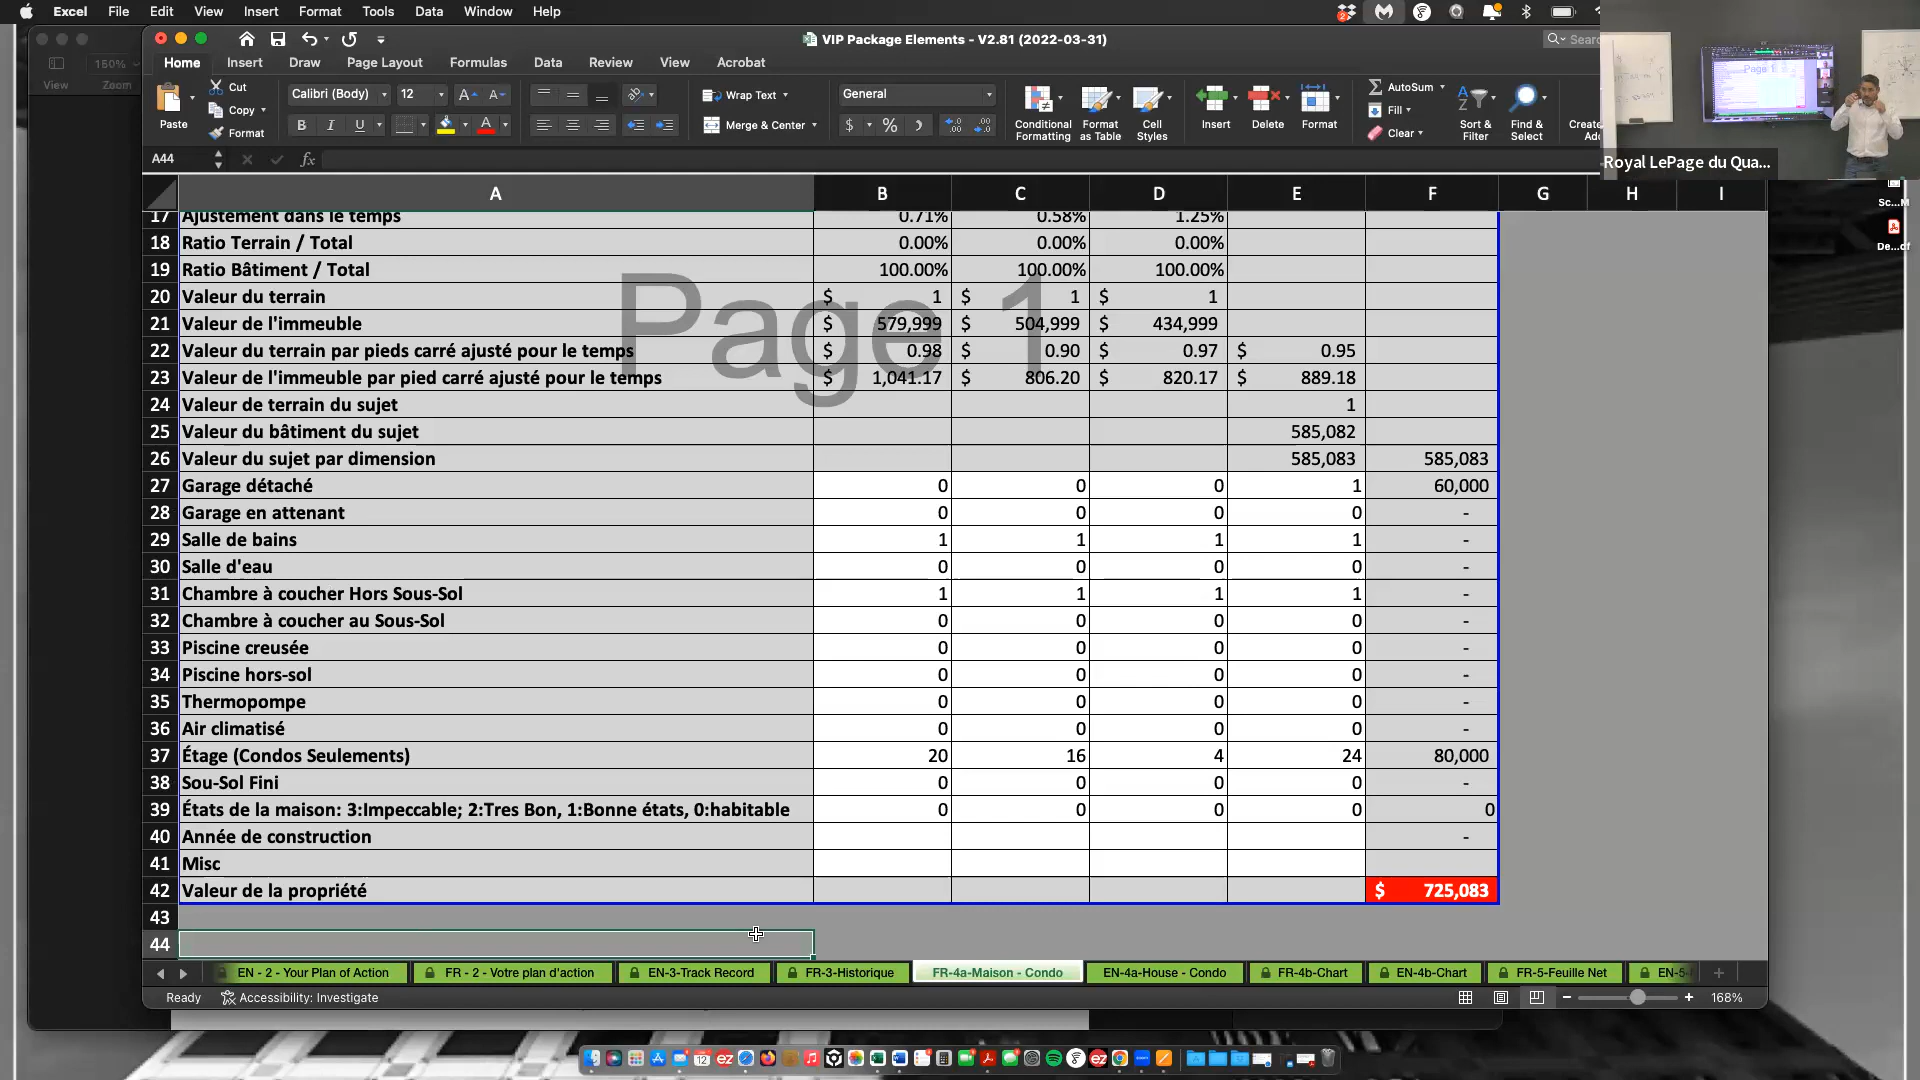 Excel File Edit View Insert Format Tools Data Window Help
VIP Package Elements - V2.81 (2022-03-31)
150%
View Zoom
Home Insert Draw Page Layout Formulas Data Review View Acrobat
Cut
Copy
Format
Paste
Calibri (Body) 12
B I U
Wrap Text
Merge & Center
General
$ %
Conditional Formatting
Format as Table
Cell Styles
Insert Delete Format
AutoSum
Fill
Clear
Sort & Filter
Find & Select
Page 1
Royal LePage du Qua...
Sc...M
De...df
A44 fx
A B C D E F G H I
17 Ajustement dans le temps 0.71% 0.58% 1.25%
18 Ratio Terrain / Total 0.00% 0.00% 0.00%
19 Ratio Bâtiment / Total 100.00% 100.00% 100.00%
20 Valeur du terrain $ 1 $ 1 $ 1
21 Valeur de l'immeuble $ 579,999 $ 504,999 $ 434,999
22 Valeur du terrain par pieds carré ajusté pour le temps $ 0.98 $ 0.90 $ 0.97 $ 0.95
23 Valeur de l'immeuble par pied carré ajusté pour le temps $ 1,041.17 $ 806.20 $ 820.17 $ 889.18
24 Valeur de terrain du sujet 1
25 Valeur du bâtiment du sujet 585,082
26 Valeur du sujet par dimension 585,083 585,083
27 Garage détaché 0 0 0 1 60,000
28 Garage en attenant 0 0 0 0 -
29 Salle de bains 1 1 1 1 -
30 Salle d'eau 0 0 0 0 -
31 Chambre à coucher Hors Sous-Sol 1 1 1 1 -
32 Chambre à coucher au Sous-Sol 0 0 0 0 -
33 Piscine creusée 0 0 0 0 -
34 Piscine hors-sol 0 0 0 0 -
35 Thermopompe 0 0 0 0 -
36 Air climatisé 0 0 0 0 -
37 Étage (Condos Seulements) 20 16 4 24 80,000
38 Sou-Sol Fini 0 0 0 0 -
39 États de la maison: 3:Impeccable; 2:Tres Bon, 1:Bonne états, 0:habitable 0 0 0 0 0
40 Année de construction -
41 Misc
42 Valeur de la propriété $ 725,083
43
44
Page 1
EN - 2 - Your Plan of Action FR - 2 - Votre plan d'action EN-3-Track Record FR-3-Historique FR-4a-Maison - Condo EN-4a-House - Condo FR-4b-Chart EN-4b-Chart FR-5-Feuille Net EN-5-
Ready Accessibility: Investigate 168%